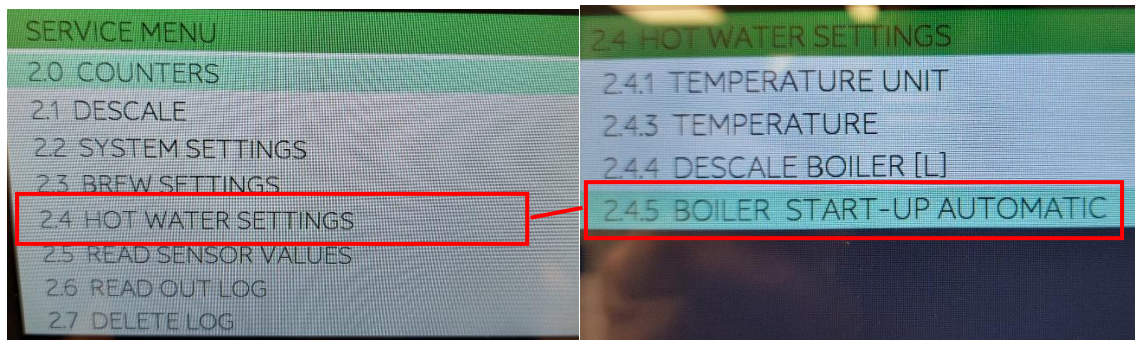 SERVICE MENU
2.0 COUNTERS
2.1 DESCALE
2.2 SYSTEM SETTINGS
2.3 BREW SETTINGS
2.4 HOT WATER SETTINGS
2.5 READ SENSOR VALUES
2.6 READ OUT LOG
2.7 DELETE LOG
2.4 HOT WATER SETTINGS
2.4.1 TEMPERATURE UNIT
2.4.3 TEMPERATURE
2.4.4 DESCALE BOILER [L]
2.4.5 BOILER START-UP AUTOMATIC